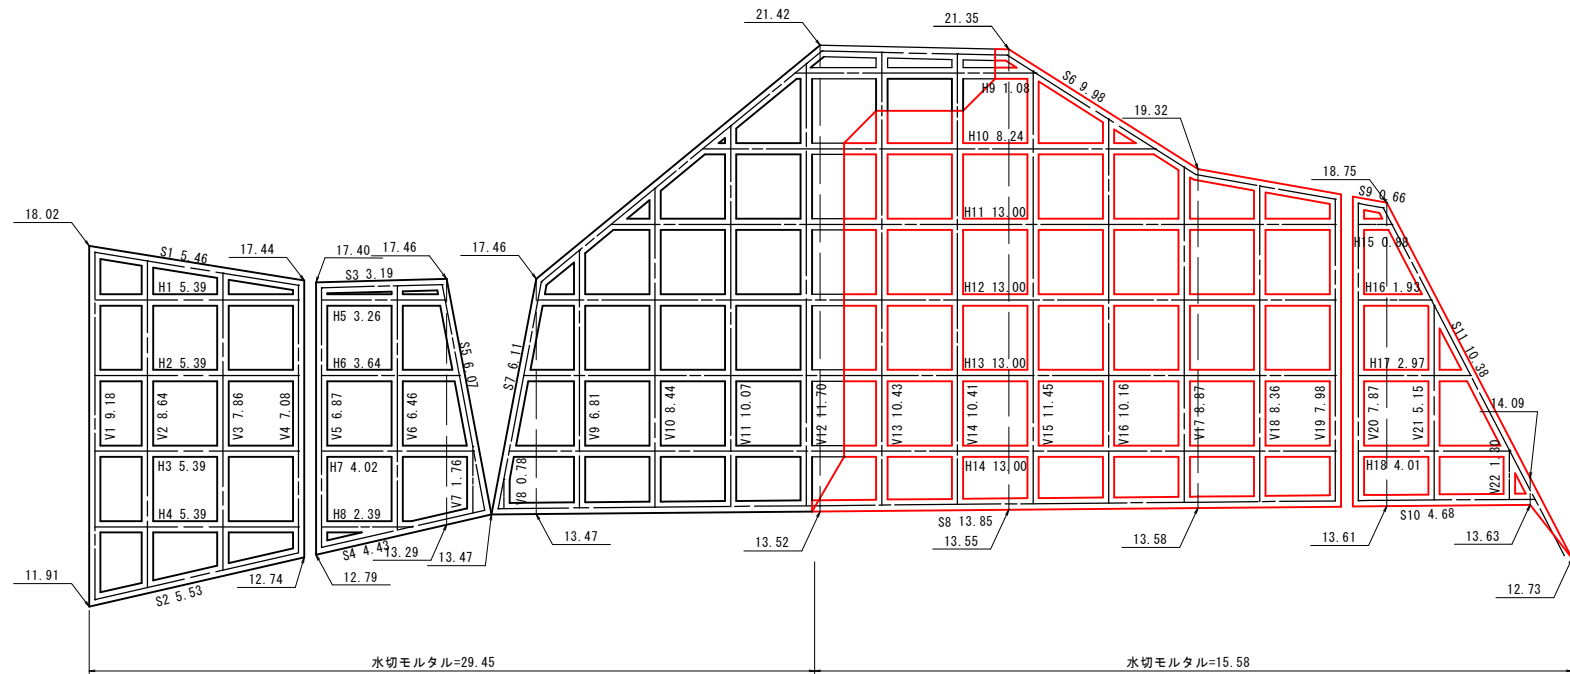 21.42
21.35
S6 9.98
H9 1.08
19.32
H10 8.24
18.75
S9 0.66
18.02
S1 5.46
17.44
17.40
17.46
17.46
H11 13.00
H15 0.88
S3 3.19
H1 5.39
H5 3.26
H12 13.00
H16 1.93
S11 10.38
H2 5.39
H6 3.64
S5 6.07
S7 6.11
H13 13.00
H17 2.97
14.09
V1 9.18
V2 8.64
V3 7.86
V4 7.08
V5 6.87
V6 6.46
V9 6.81
V10 8.44
V11 10.07
V12 11.70
V13 10.43
V14 10.41
V15 11.45
V16 10.16
V17 8.87
V18 8.36
V19 7.98
V20 7.87
V21 5.15
H3 5.39
H7 4.02
V7 1.76
V8 0.78
H14 13.00
H18 4.01
V22 1.30
H4 5.39
H8 2.39
S8 13.85
S10 4.68
S4 4.43
13.29
13.47
13.47
13.52
13.55
13.58
13.61
13.63
11.91
S2 5.53
12.74
12.79
12.73
水切モルタル=29.45
水切モルタル=15.58